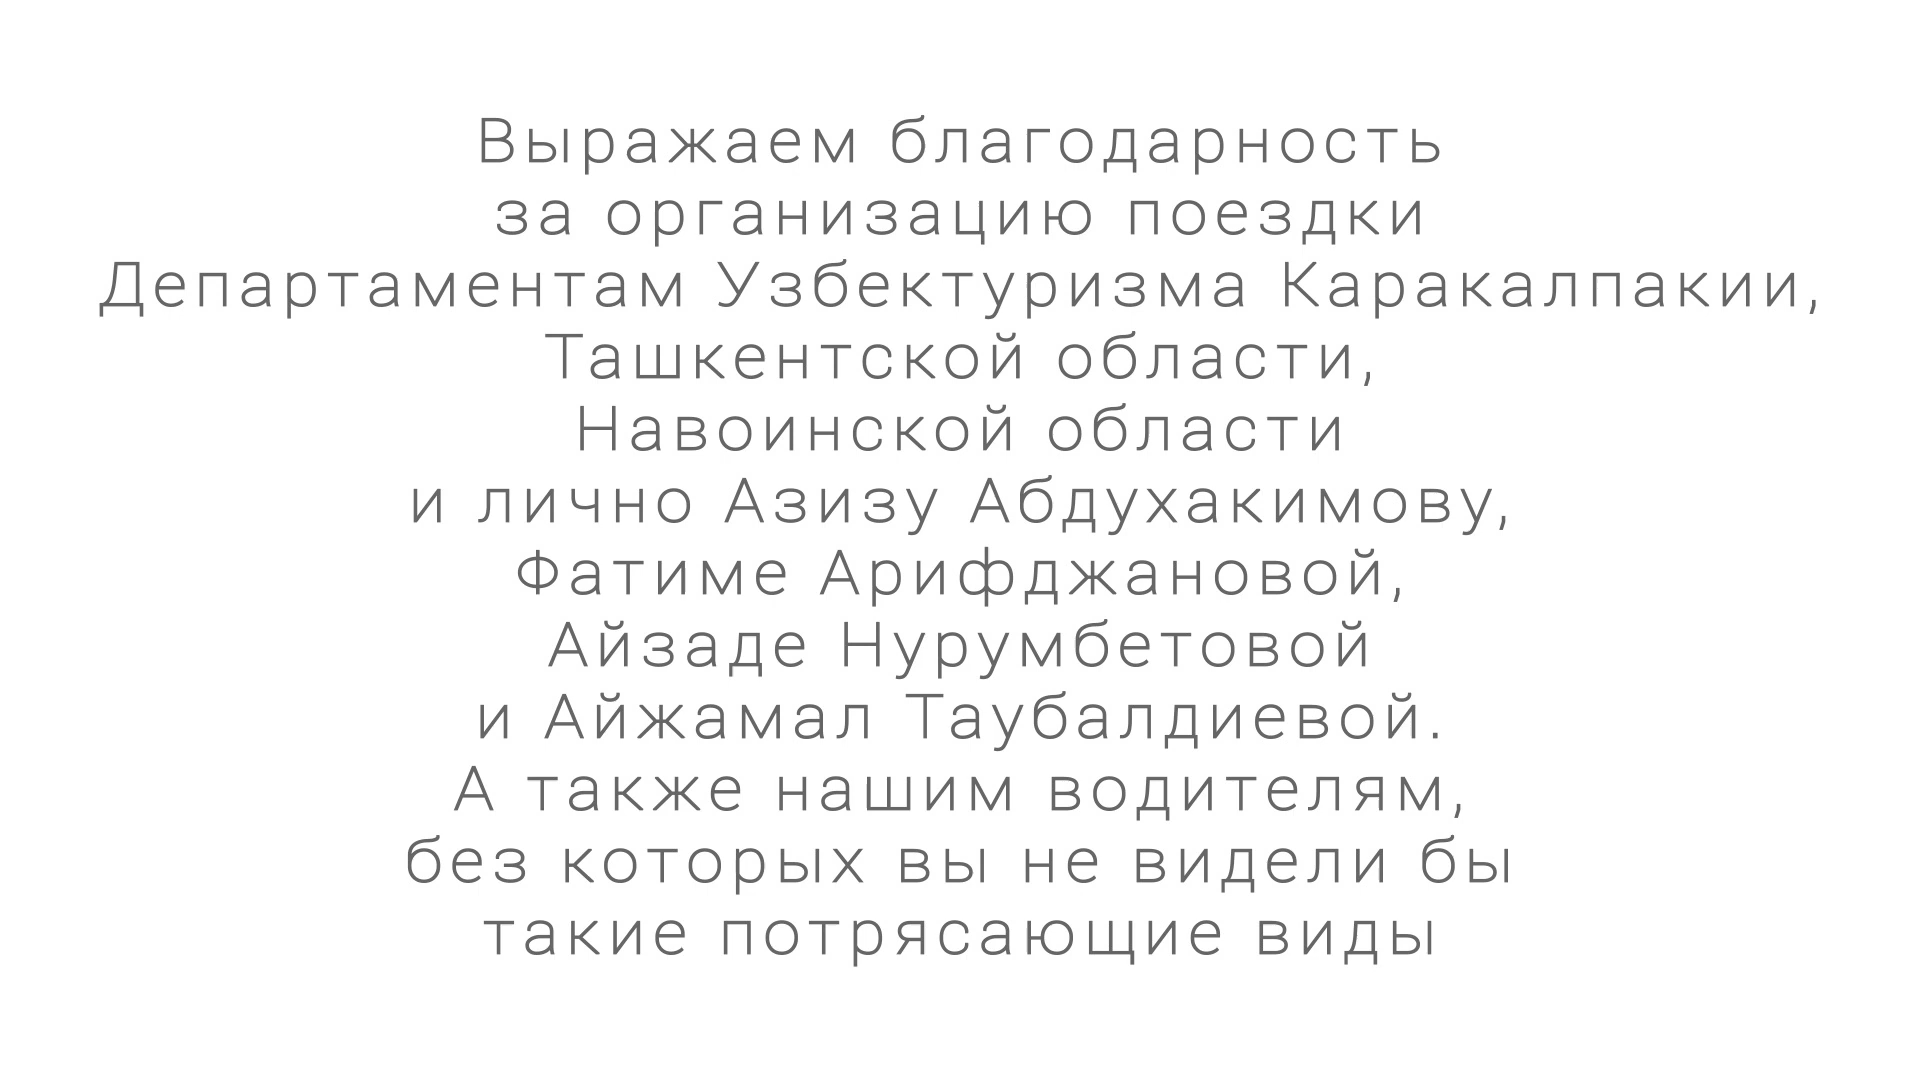 Выражаем благодарность
за организацию поездки
Департаментам Узбектуризма Каракалпакии,
Ташкентской области,
Навоинской области
и лично Азизу Абдухакимову,
Фатиме Арифджановой,
Айзаде Нурумбетовой
и Айжамал Таубалдиевой.
А также нашим водителям,
без которых вы не видели бы
такие потрясающие виды